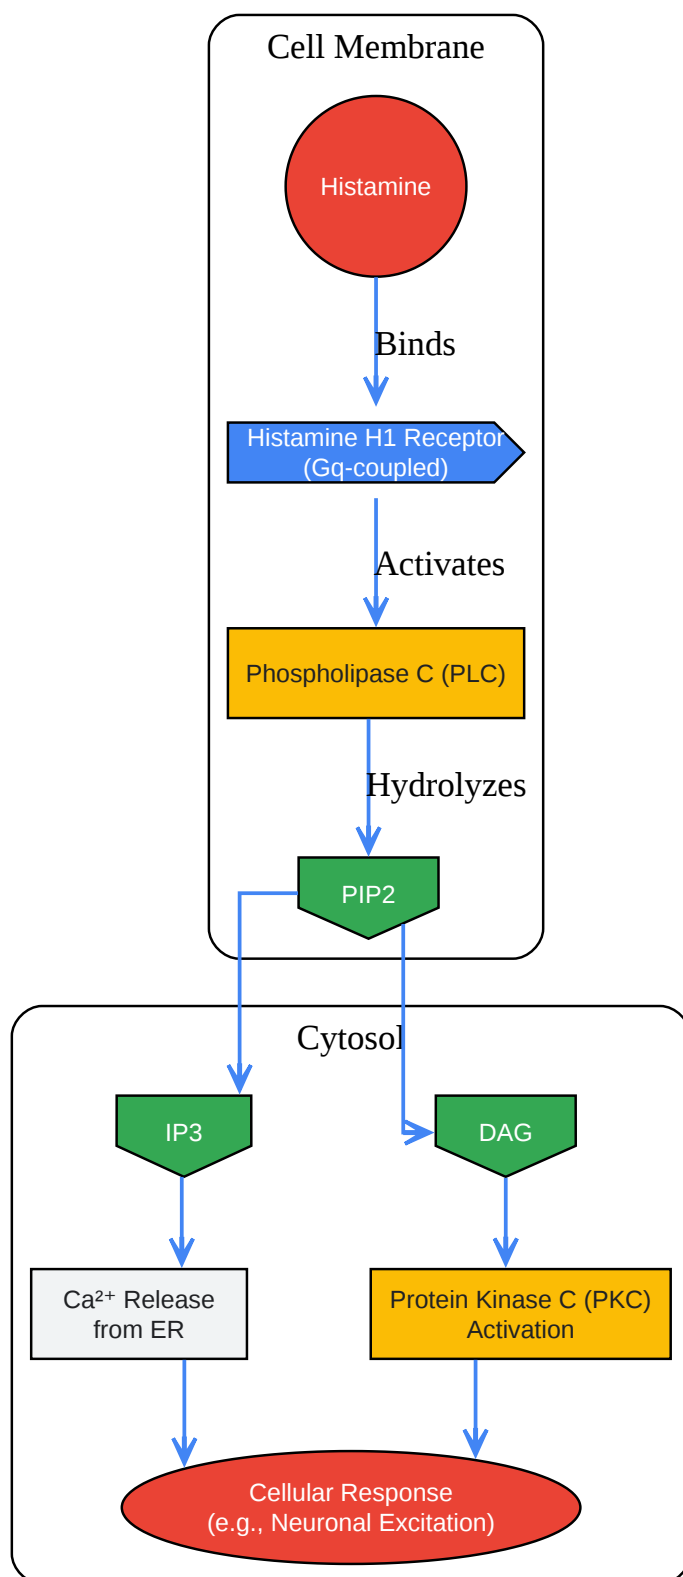 Cell Membrane
Histamine
Binds
Histamine H1 Receptor
(Gq-coupled)
Activates
Phospholipase C (PLC)
Hydrolyzes
PIP2
Cytosol
IP3
DAG
Ca²⁺ Release
from ER
Protein Kinase C (PKC)
Activation
Cellular Response
(e.g., Neuronal Excitation)